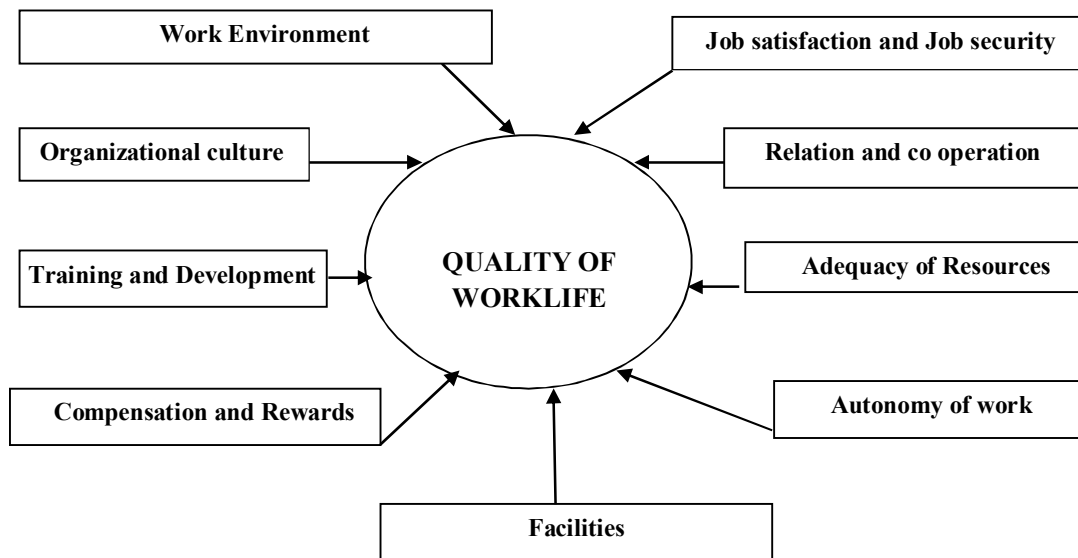 Work Environment
Job satisfaction and Job security
Organizational culture
Relation and co operation
QUALITY OF
WORKLIFE
Training and Development
Adequacy of Resources
Compensation and Rewards
Autonomy of work
Facilities